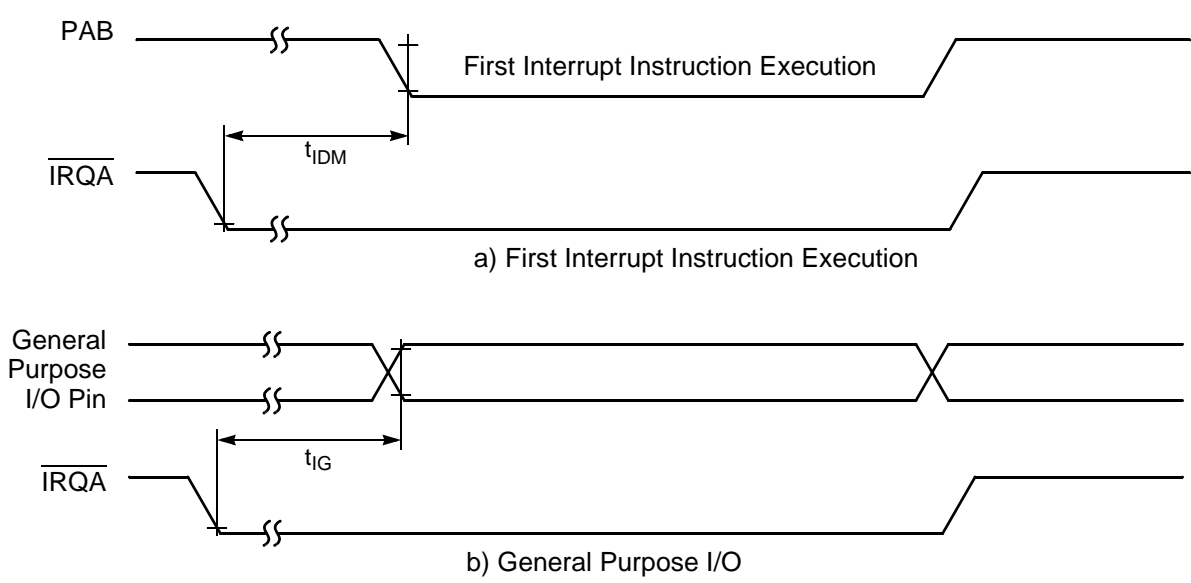 PAB
First Interrupt Instruction Execution
tIDM
IRQA
a) First Interrupt Instruction Execution
General
Purpose
I/O Pin
tIG
IRQA
b) General Purpose I/O